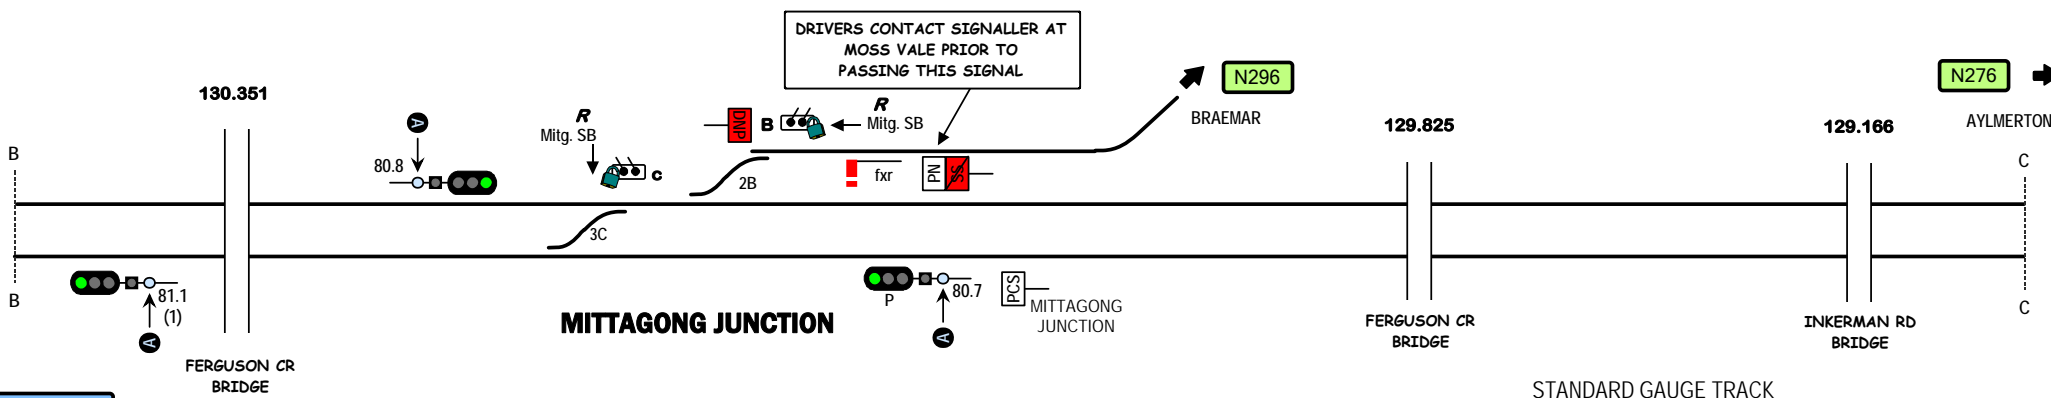 DRIVERS CONTACT SIGNALLER AT
MOSS VALE PRIOR TO
PASSING THIS SIGNAL
N296
BRAEMAR
N276
AYLMERTON
130.351
129.825
129.166
A
80.8
R
Mitg. SB
C
DNP
B
R
Mitg. SB
2B
fxr
PN
SS
3C
B
B
C
C
81.1
(1)
A
P
80.7
A
PCS
MITTAGONG
JUNCTION
MITTAGONG JUNCTION
FERGUSON CR
BRIDGE
FERGUSON CR
BRIDGE
INKERMAN RD
BRIDGE
STANDARD GAUGE TRACK